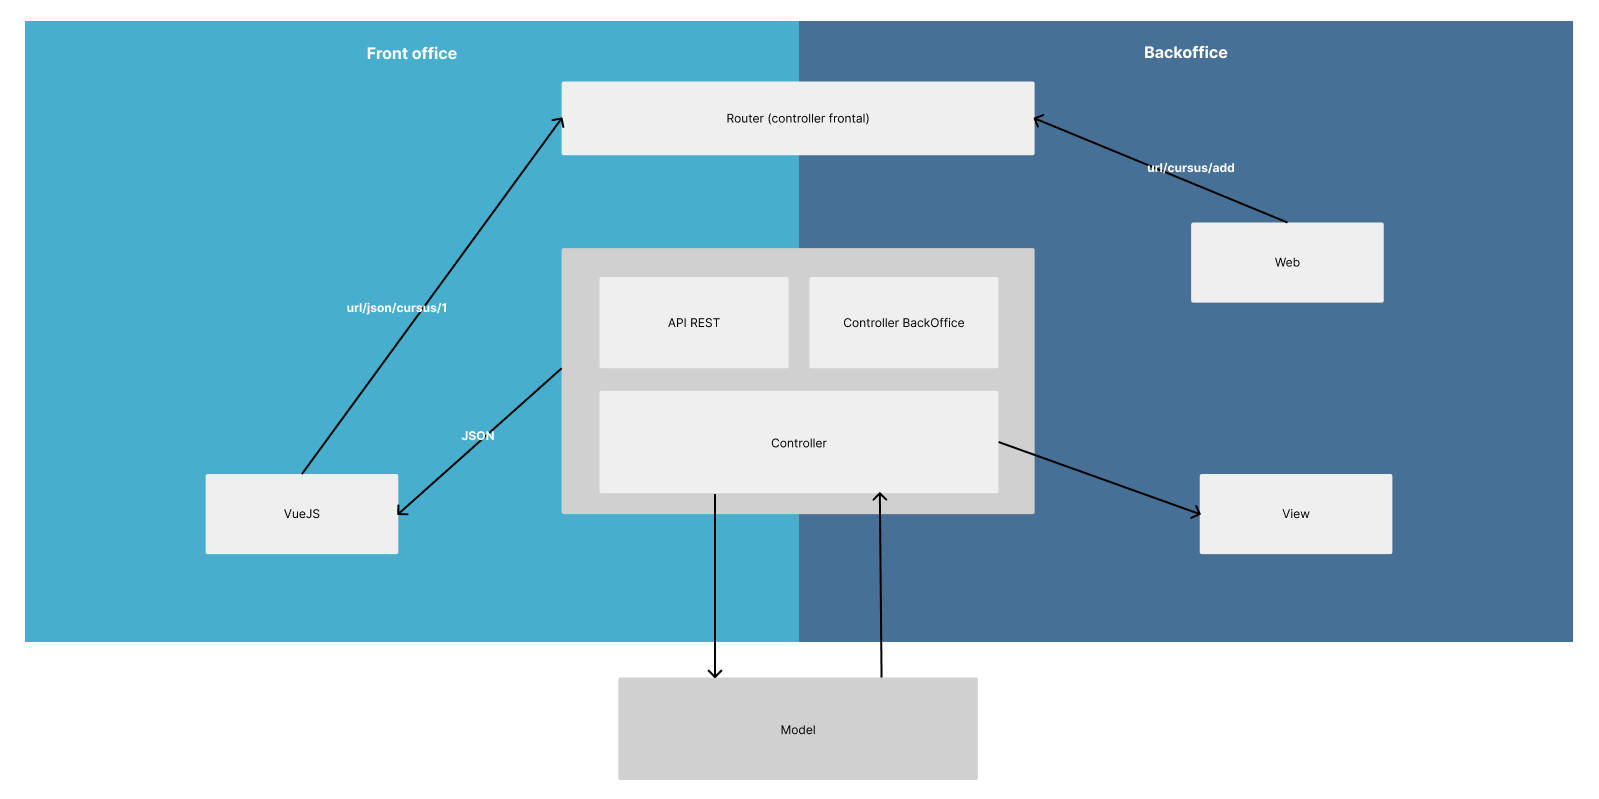 Front office
Backoffice
Router (controller frontal)
url/cursus/add
Web
url/json/cursus/1
API REST
Controller BackOffice
JSON
Controller
VueJS
View
Model